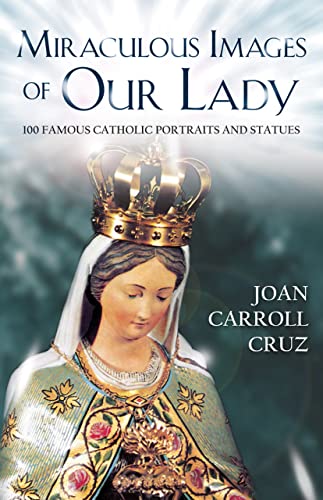 MIRACULOUS IMAGES
OF OUR LADY
100 FAMOUS CATHOLIC PORTRAITS AND STATUES
JOAN
CARROLL
CRUZ